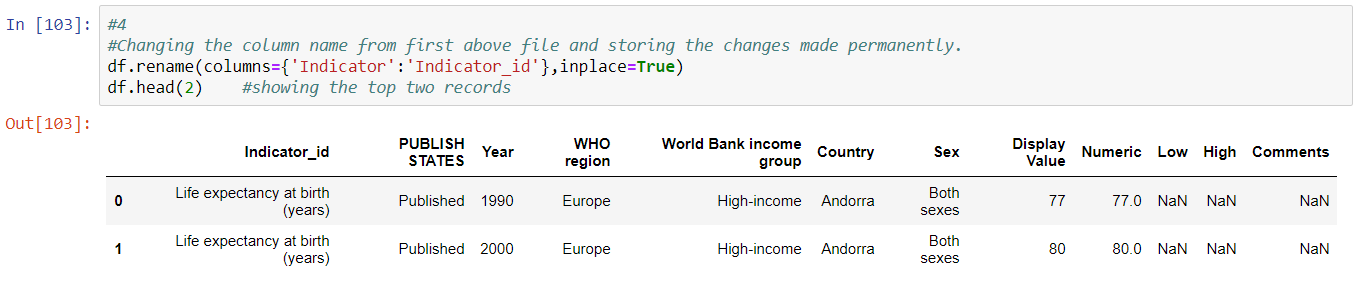 In [103]:
#4
#Changing the column name from first above file and storing the changes made permanently.
df.rename(columns={'Indicator':'Indicator_id'},inplace=True)
df.head(2)    #showing the top two records
Out[103]:
Indicator_id PUBLISH STATES Year WHO region World Bank income group Country Sex Display Value Numeric Low High Comments
0 Life expectancy at birth (years) Published 1990 Europe High-income Andorra Both sexes 77 77.0 NaN NaN NaN
1 Life expectancy at birth (years) Published 2000 Europe High-income Andorra Both sexes 80 80.0 NaN NaN NaN